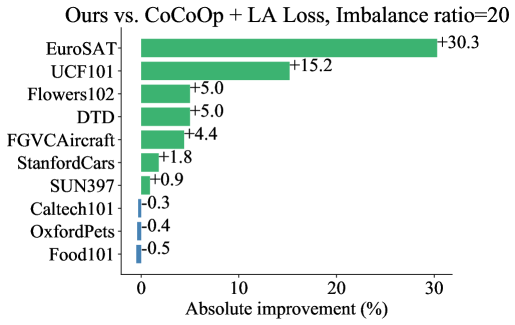 Ours vs. CoCoOp + LA Loss, Imbalance ratio=20
EuroSAT +30.3
UCF101 +15.2
Flowers102 +5.0
DTD +5.0
FGVCAircraft +4.4
StanfordCars +1.8
SUN397 +0.9
Caltech101 -0.3
OxfordPets -0.4
Food101 -0.5
0 10 20 30
Absolute improvement (%)